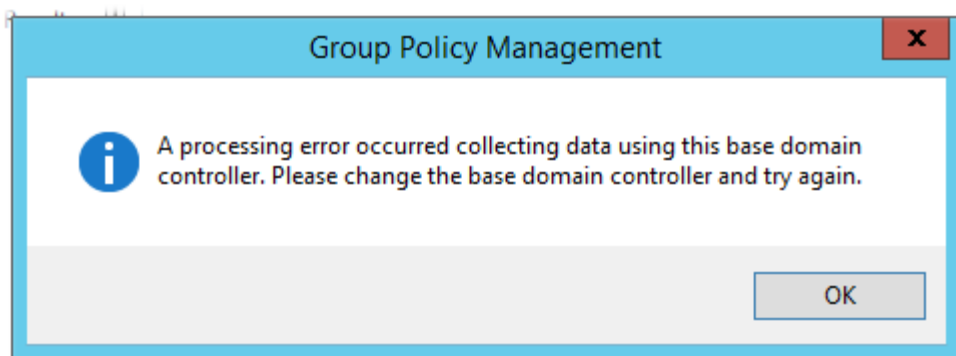 Group Policy Management
x
A processing error occurred collecting data using this base domain
controller. Please change the base domain controller and try again.
OK